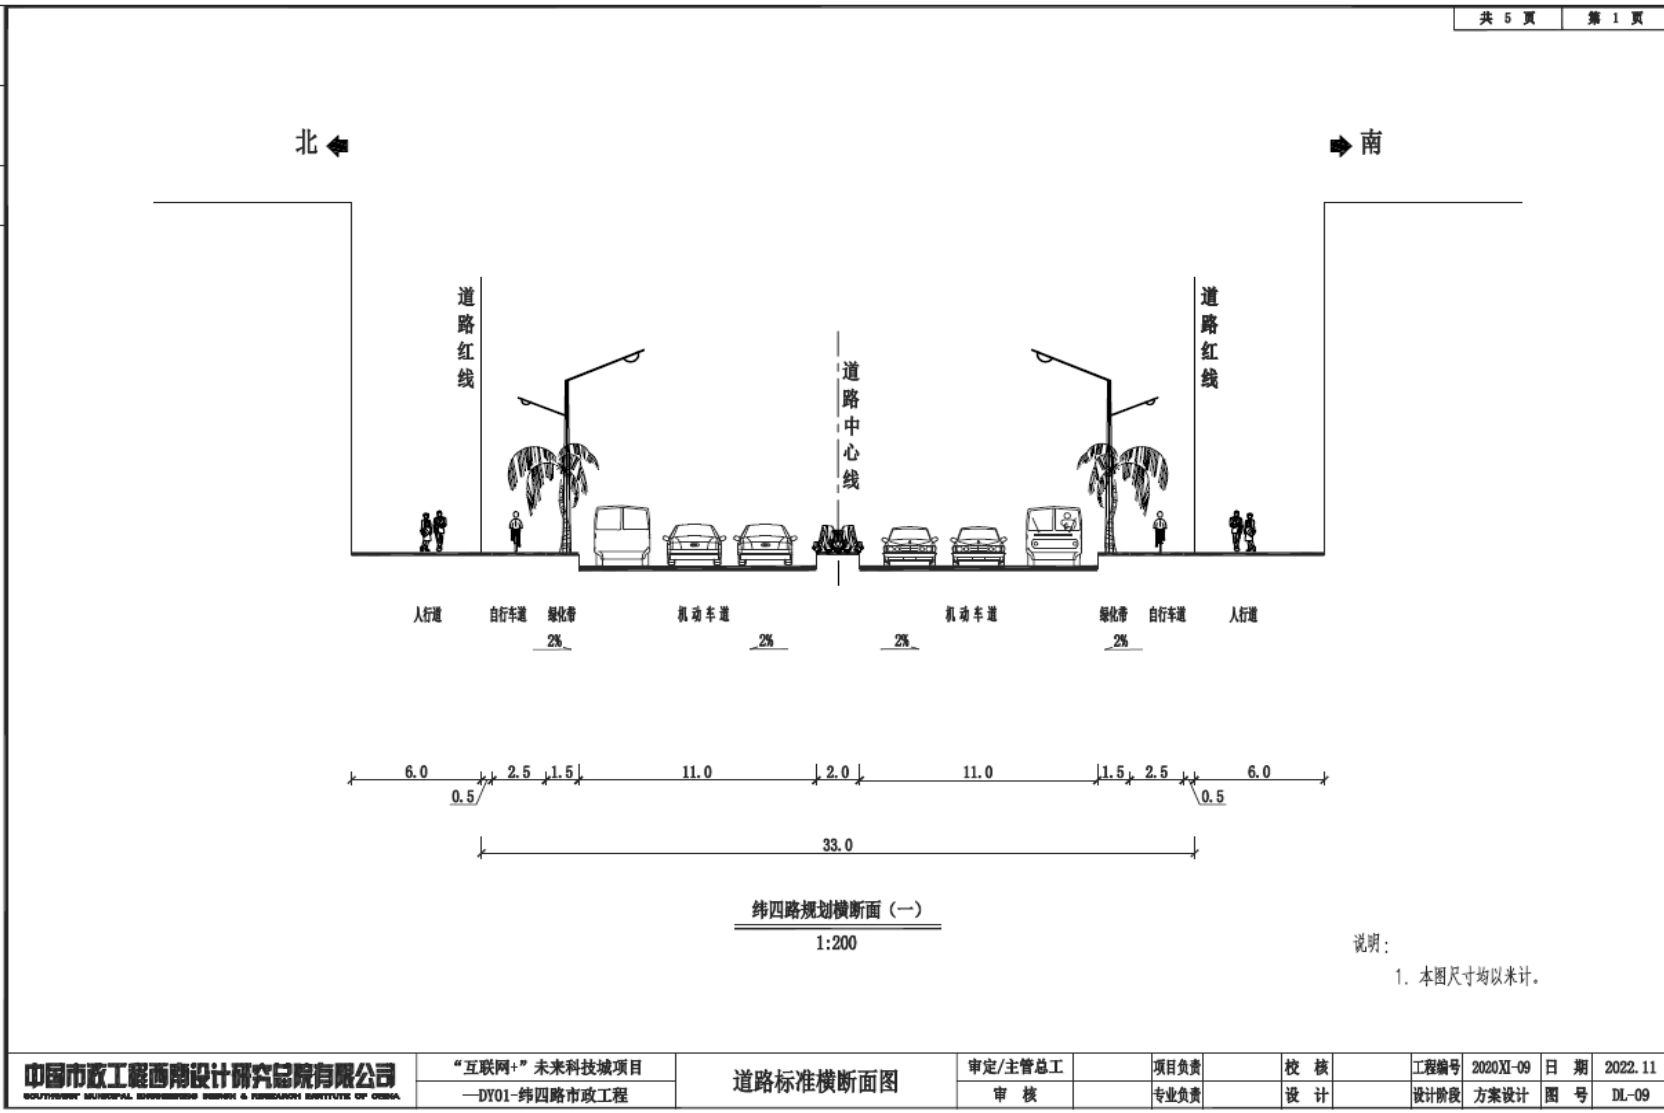 共 5 页 第 1 页
北 南
道路红线 道路中心线 道路红线
人行道 自行车道 绿化带 机动车道 机动车道 绿化带 自行车道 人行道
2% 2% 2% 2%
6.0 2.5 1.5 11.0 2.0 11.0 1.5 2.5 6.0
0.5 0.5
33.0
纬四路规划横断面（一）
1:200
说明：
1. 本图尺寸均以米计。
中国市政工程西南设计研究总院有限公司
SOUTHWEST MUNICIPAL ENGINEERING DESIGN & RESEARCH INSTITUTE OF CHINA
“互联网+”未来科技城项目
—DY01-纬四路市政工程
道路标准横断面图
审定/主管总工 项目负责 校 核 工程编号 2020XI-09 日 期 2022.11
审 核 专业负责 设 计 设计阶段 方案设计 图 号 DL-09